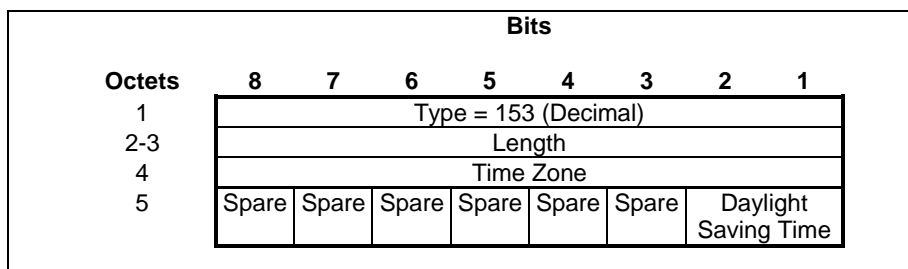 Bits
Octets 8 7 6 5 4 3 2 1
1 Type = 153 (Decimal)
2-3 Length
4 Time Zone
5 Spare Spare Spare Spare Spare Spare Daylight
Saving Time